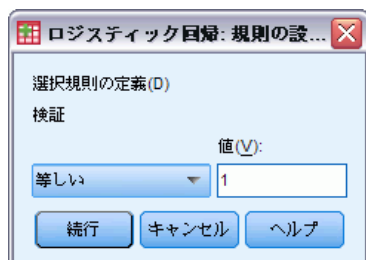 ロジスティック回帰: 規則の設...
選択規則の定義(D)
検証
値(V):
等しい
1
続行
キャンセル
ヘルプ